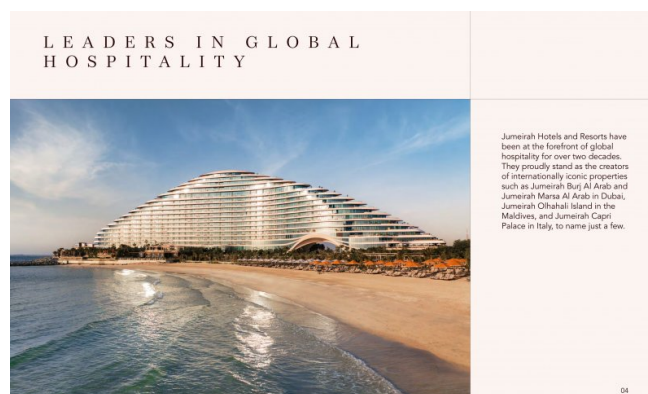 LEADERS IN GLOBAL
HOSPITALITY
Jumeirah Hotels and Resorts have
been at the forefront of global
hospitality for over two decades.
They proudly stand as the creators
of internationally iconic properties
such as Jumeirah Burj Al Arab and
Jumeirah Marsa Al Arab in Dubai,
Jumeirah Olhahali Island in the
Maldives, and Jumeirah Capri
Palace in Italy, to name just a few.
04